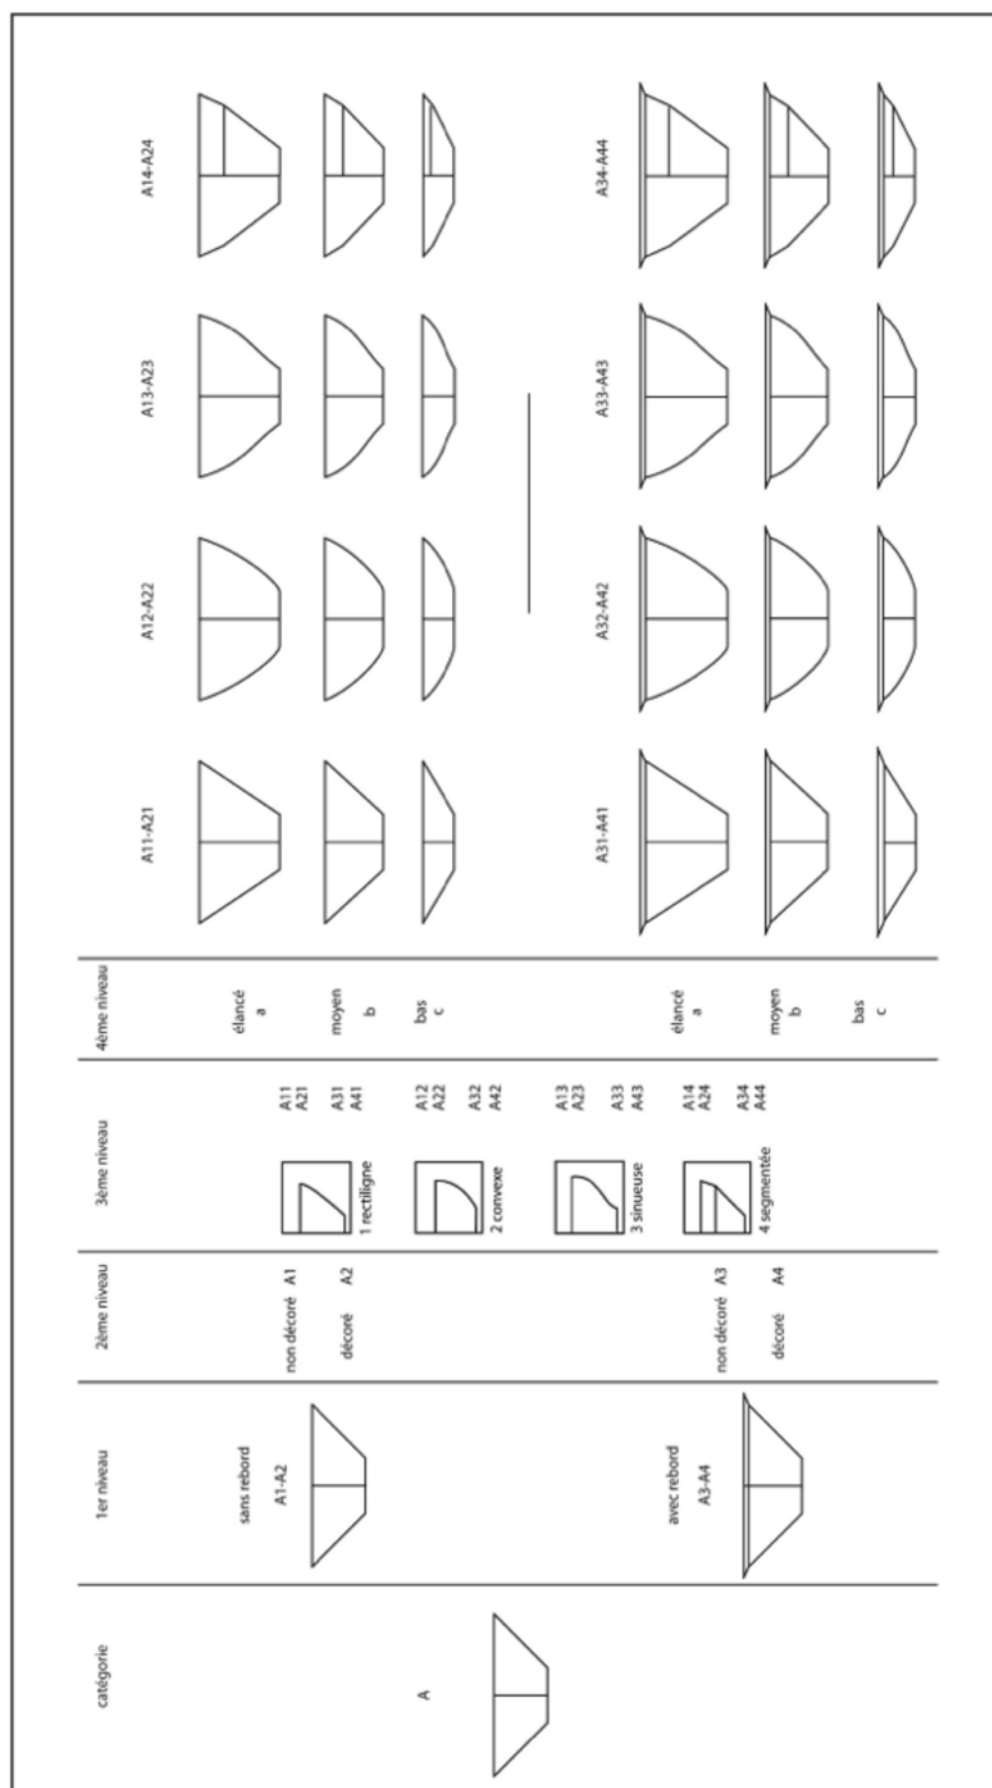 catégorie
1er niveau
2ème niveau
3ème niveau
4ème niveau
A
sans rebord
A1-A2
avec rebord
A3-A4
non décoré A1
décoré A2
non décoré A3
décoré A4
A11
A21
A31
A41
1 rectiligne
A12
A22
A32
A42
2 convexe
A13
A23
A33
A43
3 sinueuse
A14
A24
A34
A44
4 segmentée
élancé
a
moyen
b
bas
c
élancé
a
moyen
b
bas
c
A11-A21
A12-A22
A13-A23
A14-A24
A31-A41
A32-A42
A33-A43
A34-A44